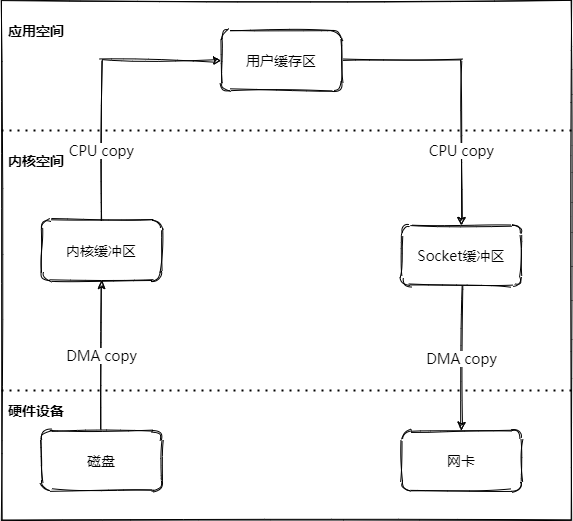 应用空间
用户缓存区
CPU copy
CPU copy
内核空间
内核缓冲区
Socket缓冲区
DMA copy
DMA copy
硬件设备
磁盘
网卡